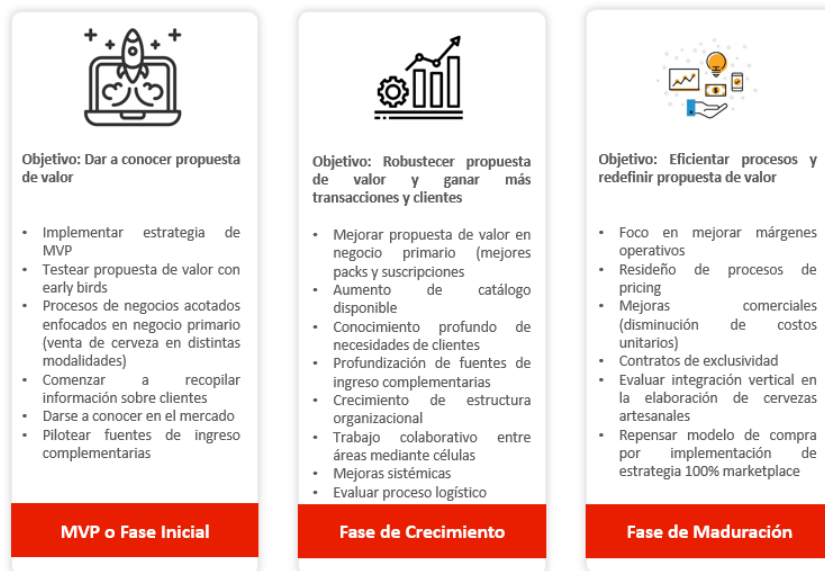 Objetivo: Dar a conocer propuesta
de valor
• Implementar estrategia de
MVP
• Testear propuesta de valor con
early birds
• Procesos de negocios acotados
enfocados en negocio primario
(venta de cerveza en distintas
modalidades)
• Comenzar a recopilar
información sobre clientes
• Darse a conocer en el mercado
• Pilotear fuentes de ingreso
complementarias
MVP o Fase Inicial
Objetivo: Robustecer propuesta
de valor y ganar más
transacciones y clientes
• Mejorar propuesta de valor en
negocio primario (mejores
packs y suscripciones
• Aumento de catálogo
disponible
• Conocimiento profundo de
necesidades de clientes
• Profundización de fuentes de
ingreso complementarias
• Crecimiento de estructura
organizacional
• Trabajo colaborativo entre
áreas mediante células
• Mejoras sistémicas
• Evaluar proceso logístico
Fase de Crecimiento
Objetivo: Eficientar procesos y
redefinir propuesta de valor
• Foco en mejorar márgenes
operativos
• Resideño de procesos de
pricing
• Mejoras comerciales
(disminución de costos
unitarios)
• Contratos de exclusividad
• Evaluar integración vertical en
la elaboración de cervezas
artesanales
• Repensar modelo de compra
por implementación de
estrategia 100% marketplace
Fase de Maduración